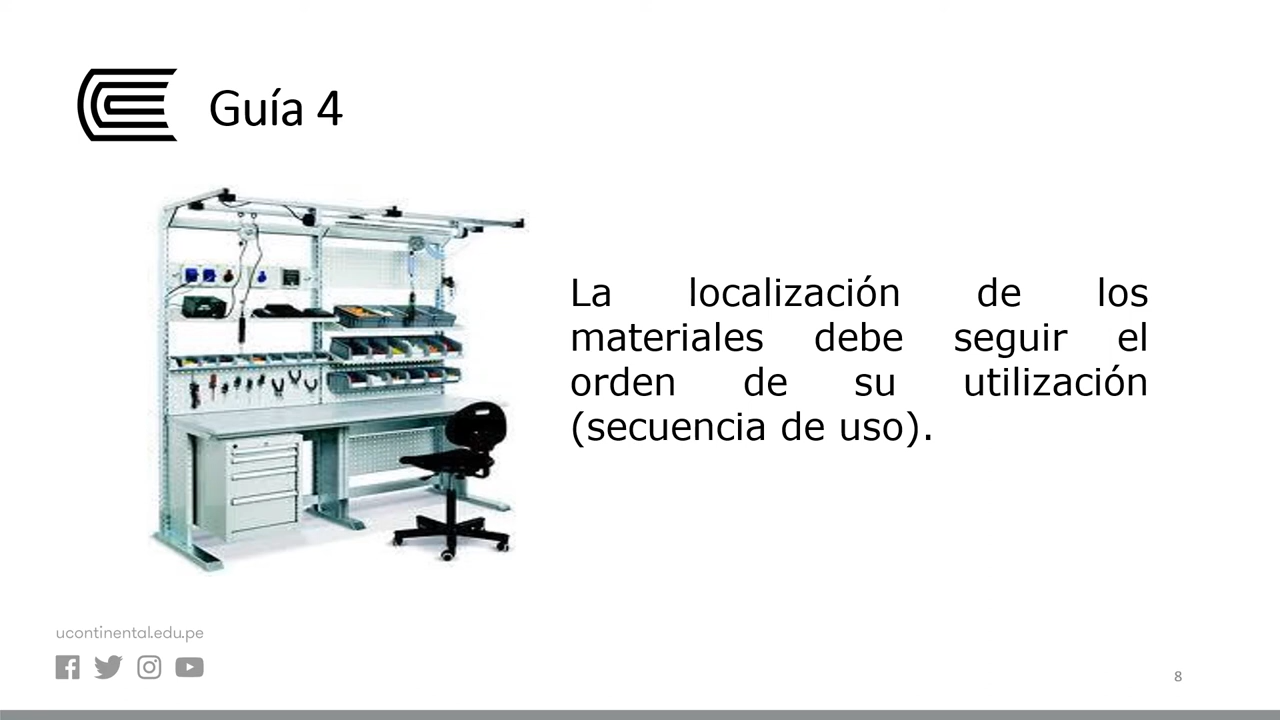 Guía 4
La localización de los
materiales debe seguir el
orden de su utilización
(secuencia de uso).
ucontinental.edu.pe
8